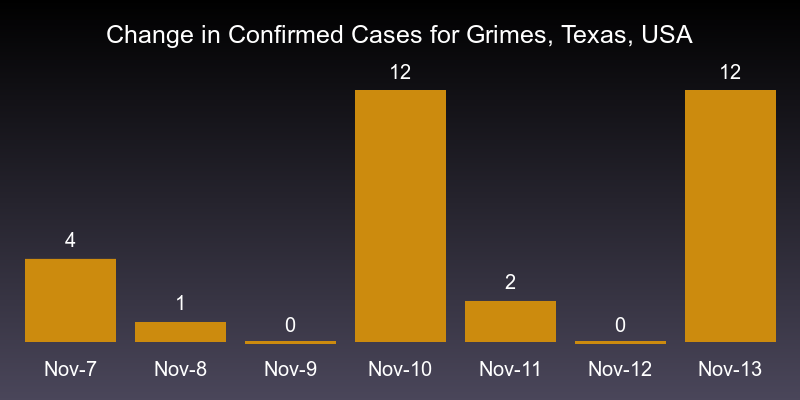 Change in Confirmed Cases for Grimes, Texas, USA
12 12
4
2
1
0 0
Nov-7 Nov-8 Nov-9 Nov-10 Nov-11 Nov-12 Nov-13